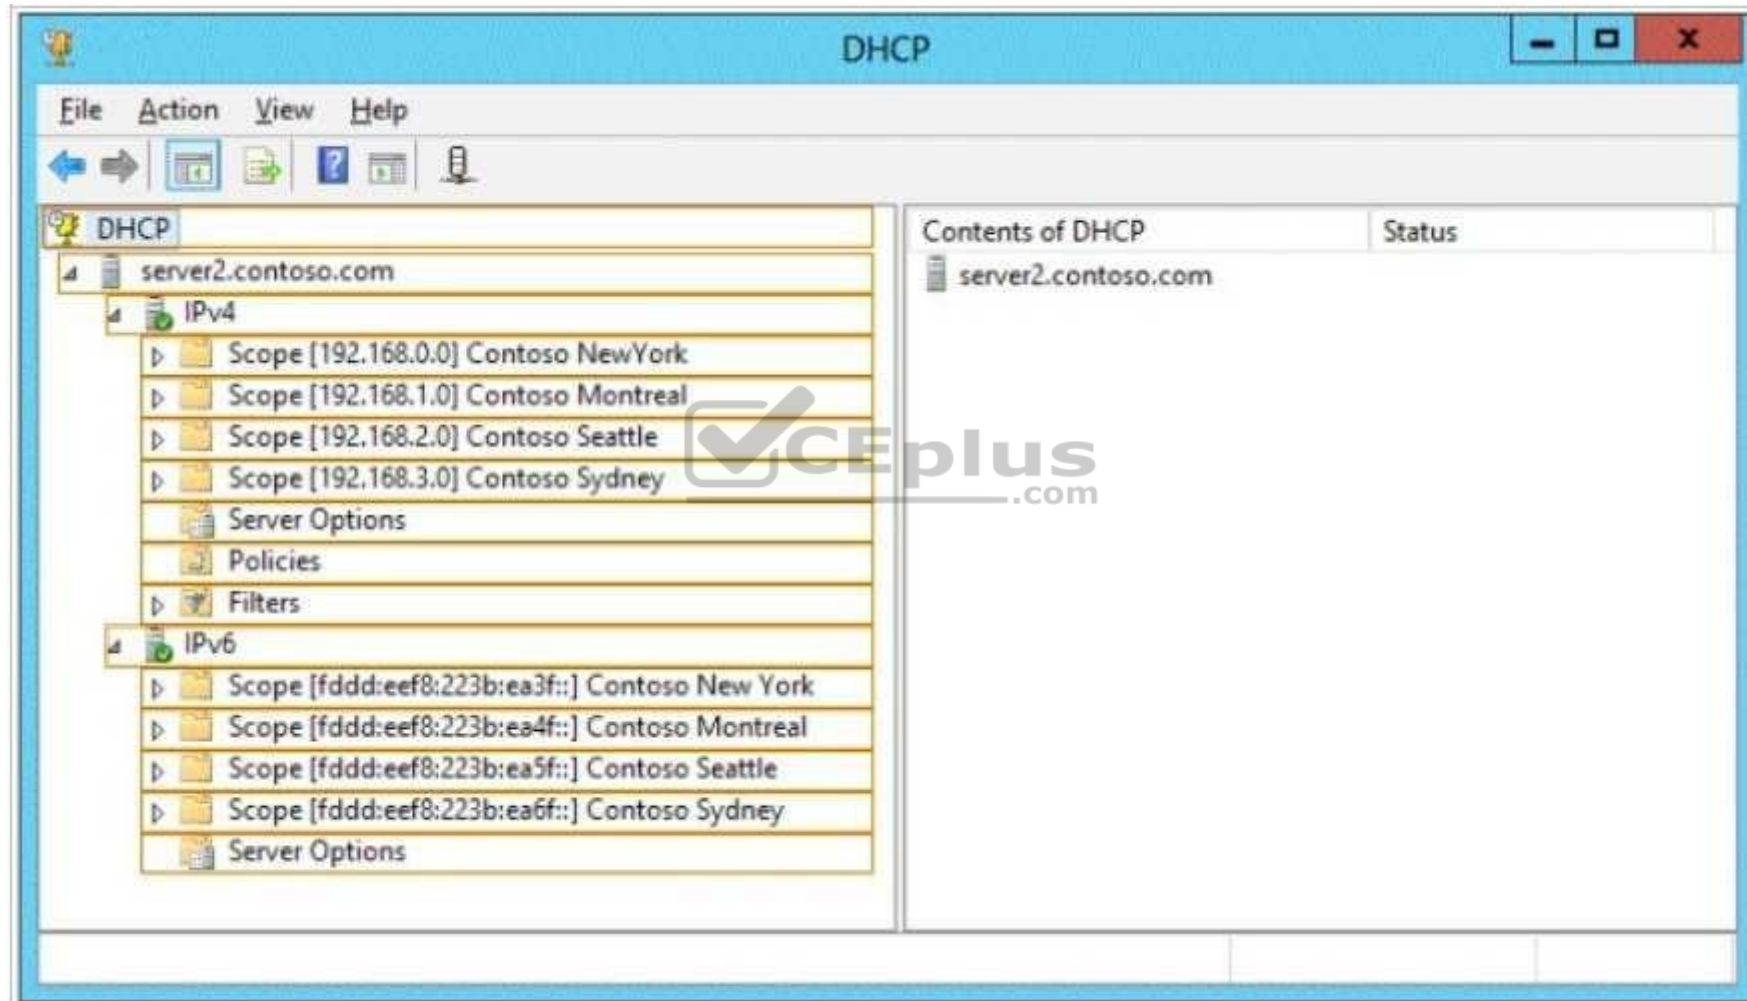 DHCP
File Action View Help
DHCP
server2.contoso.com
IPv4
Scope [192.168.0.0] Contoso NewYork
Scope [192.168.1.0] Contoso Montreal
Scope [192.168.2.0] Contoso Seattle
Scope [192.168.3.0] Contoso Sydney
Server Options
Policies
Filters
IPv6
Scope [fddd:eef8:223b:ea3f::] Contoso New York
Scope [fddd:eef8:223b:ea4f::] Contoso Montreal
Scope [fddd:eef8:223b:ea5f::] Contoso Seattle
Scope [fddd:eef8:223b:ea6f::] Contoso Sydney
Server Options
Contents of DHCP Status
server2.contoso.com
CEplus
.com